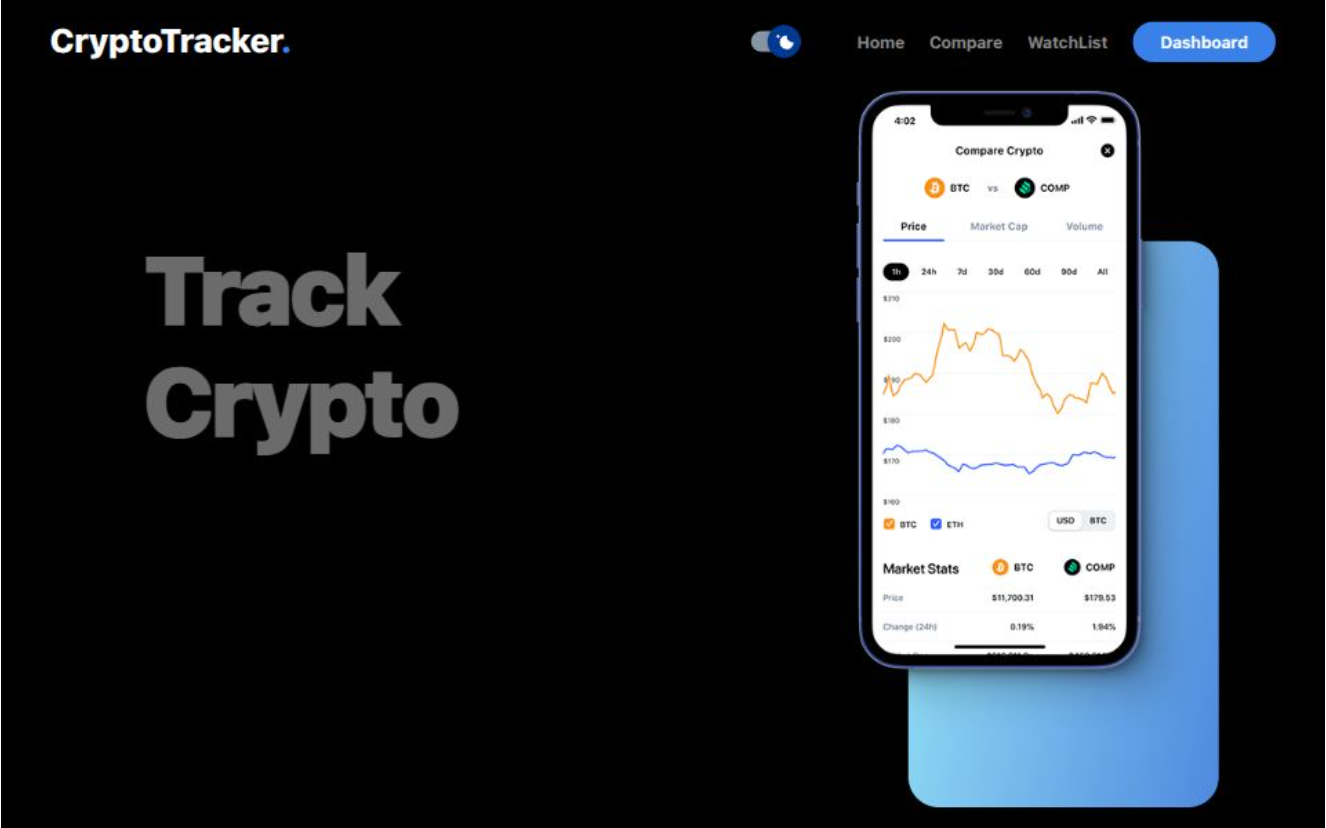 CryptoTracker.
Home Compare WatchList Dashboard
4:02
Compare Crypto
BTC vs COMP
Price Market Cap Volume
1h 24h 7d 30d 60d 90d All
$210
$200
$190
$180
$170
$160
BTC ETH USD BTC
Market Stats BTC COMP
Price $11,700.31 $179.53
Change (24h) 0.19% 1.94%
Track
Crypto